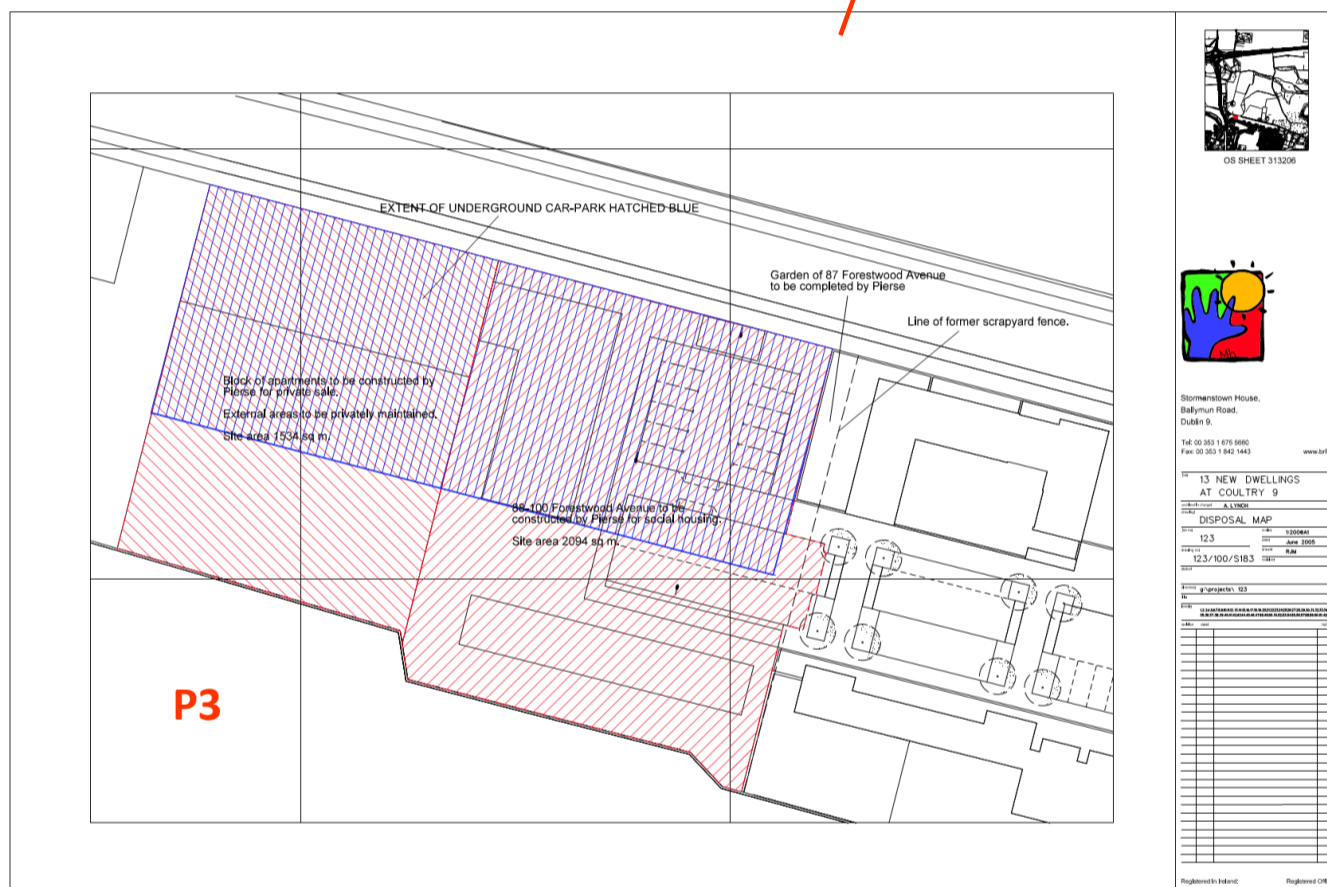 EXTENT OF UNDERGROUND CAR-PARK HATCHED BLUE
Garden of 87 Forestwood Avenue
to be completed by Pierse
Line of former scrapyard fence.
Block of apartments to be constructed by
Pierse for private sale.
External areas to be privately maintained.
Site area 1534 sq m.
88-100 Forestwood Avenue to be
constructed by Pierse for social housing.
Site area 2094 sq m.
P3
OS SHEET 313206
Stormanstown House,
Ballymun Road,
Dublin 9.
Tel: 00 353 1 675 5660
Fax: 00 353 1 842 1443
www.brl
13 NEW DWELLINGS
AT COULTRY 9
A. LYNCH
DISPOSAL MAP
123
June 2005
123/100/S183
RJM
g:\projects\ 123
Registered in Ireland:
Registered Off